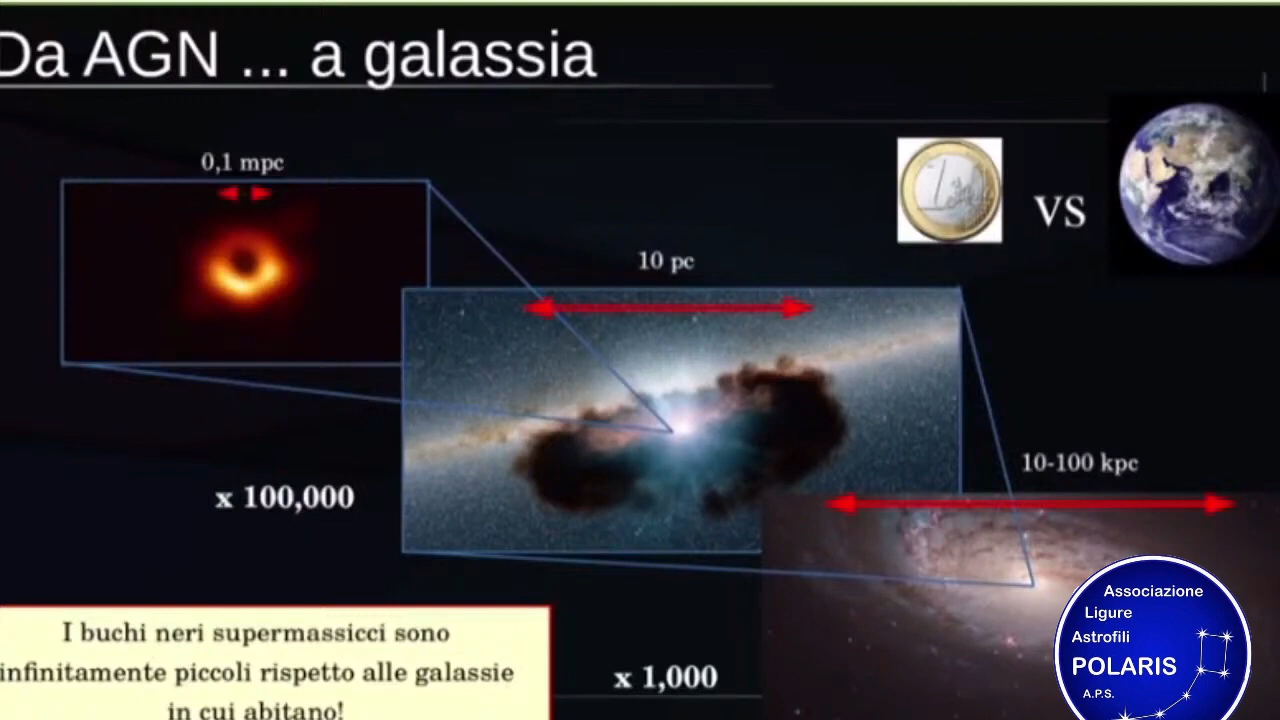 Da AGN ... a galassia
0,1 mpc
VS
10 pc
10-100 kpc
x 100,000
I buchi neri supermassicci sono
infinitamente piccoli rispetto alle galassie
in cui abitano!
x 1,000
Associazione
Ligure
Astrofili
POLARIS
A.P.S.